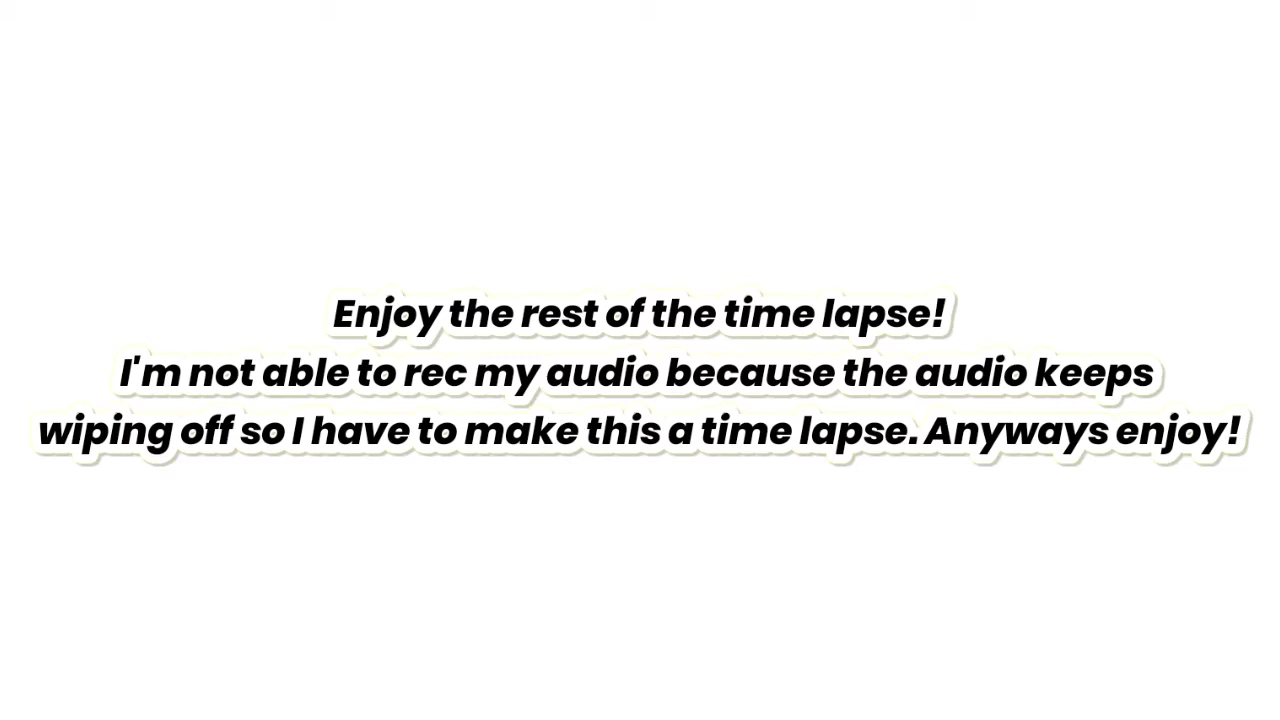 Enjoy the rest of the time lapse!
I'm not able to rec my audio because the audio keeps
wiping off so I have to make this a time lapse. Anyways enjoy!